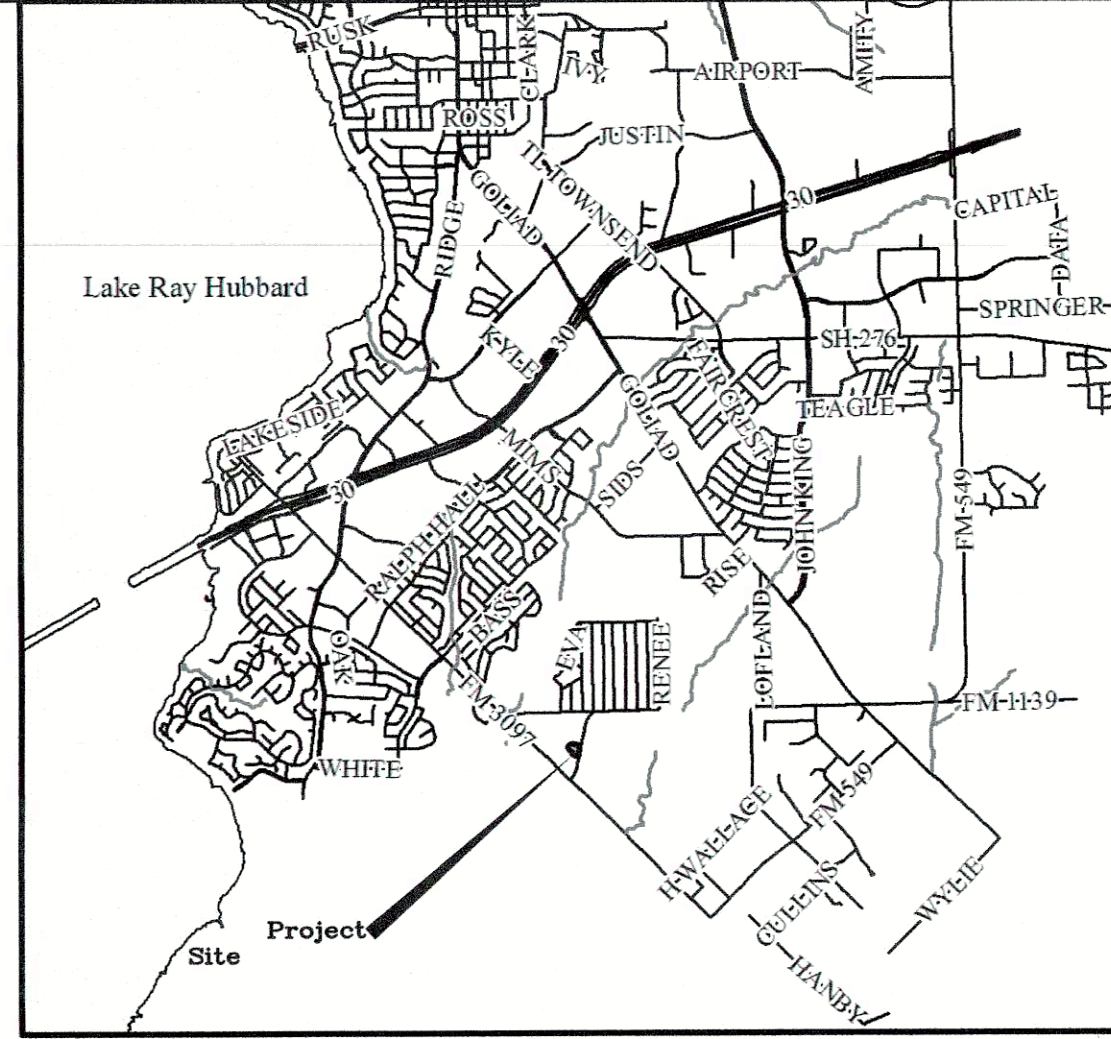 RUSK
CLARK
IVY
AIRPORT
AMITY
ROSS
JUSTIN
TL TOWNSEND
GOLIAD
RIDGE
30
CAPITAL
DATA
Lake Ray Hubbard
SPRINGER
KYLE
30
SH-276
FAIRCREST
GOLIAD
TEAGLE
LAKESIDE
MIMS
SIDS
JOHN KING
FM-549
30
RALPH HALL
RISE
BASS
OAK
EVA
RENEE
LOFLAND
FM-3097
FM-1139
WHITE
H WALLACE
FM-549
CULLINS
WYLIE
Project
Site
HANBY